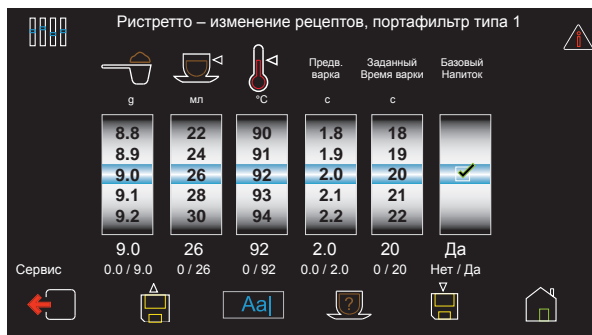 Ристретто – изменение рецептов, портафильтр типа 1
Предв. Заданный Базовый
варка Время варки Напиток
g мл °C с с
8.8 22 90 1.8 18
8.9 24 91 1.9 19
9.0 26 92 2.0 20
9.1 28 93 2.1 21
9.2 30 94 2.2 22
9.0 26 92 2.0 20 Да
Сервис 0.0 / 9.0 0 / 26 0 / 92 0.0 / 2.0 0 / 20 Нет / Да
Aa|
?